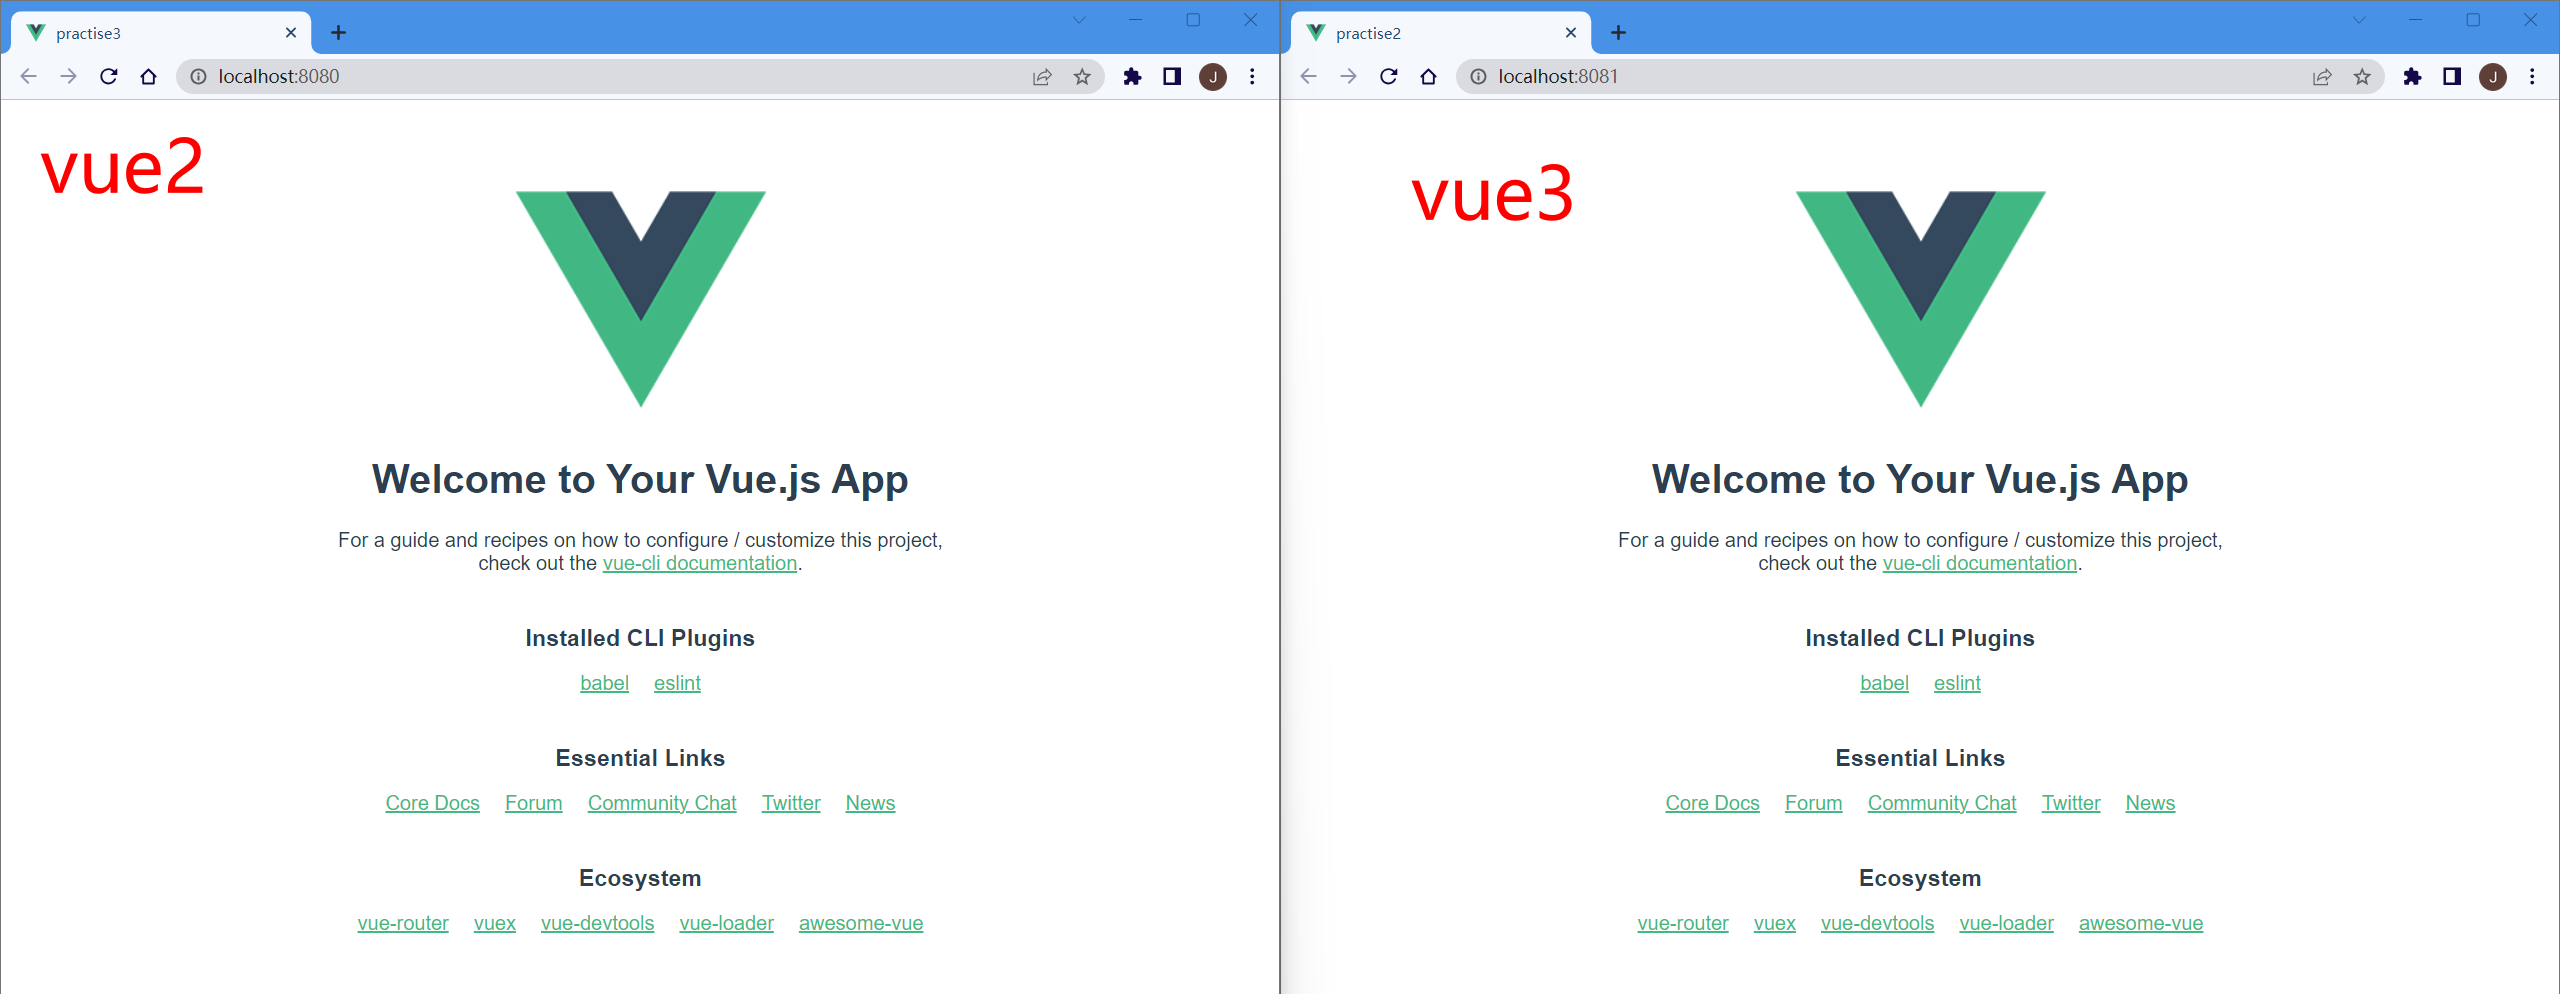 practise3
localhost:8080
vue2
Welcome to Your Vue.js App
For a guide and recipes on how to configure / customize this project,
check out the vue-cli documentation.
Installed CLI Plugins
babel eslint
Essential Links
Core Docs Forum Community Chat Twitter News
Ecosystem
vue-router vuex vue-devtools vue-loader awesome-vue
J
practise2
localhost:8081
J
vue3
Welcome to Your Vue.js App
For a guide and recipes on how to configure / customize this project,
check out the vue-cli documentation.
Installed CLI Plugins
babel eslint
Essential Links
Core Docs Forum Community Chat Twitter News
Ecosystem
vue-router vuex vue-devtools vue-loader awesome-vue